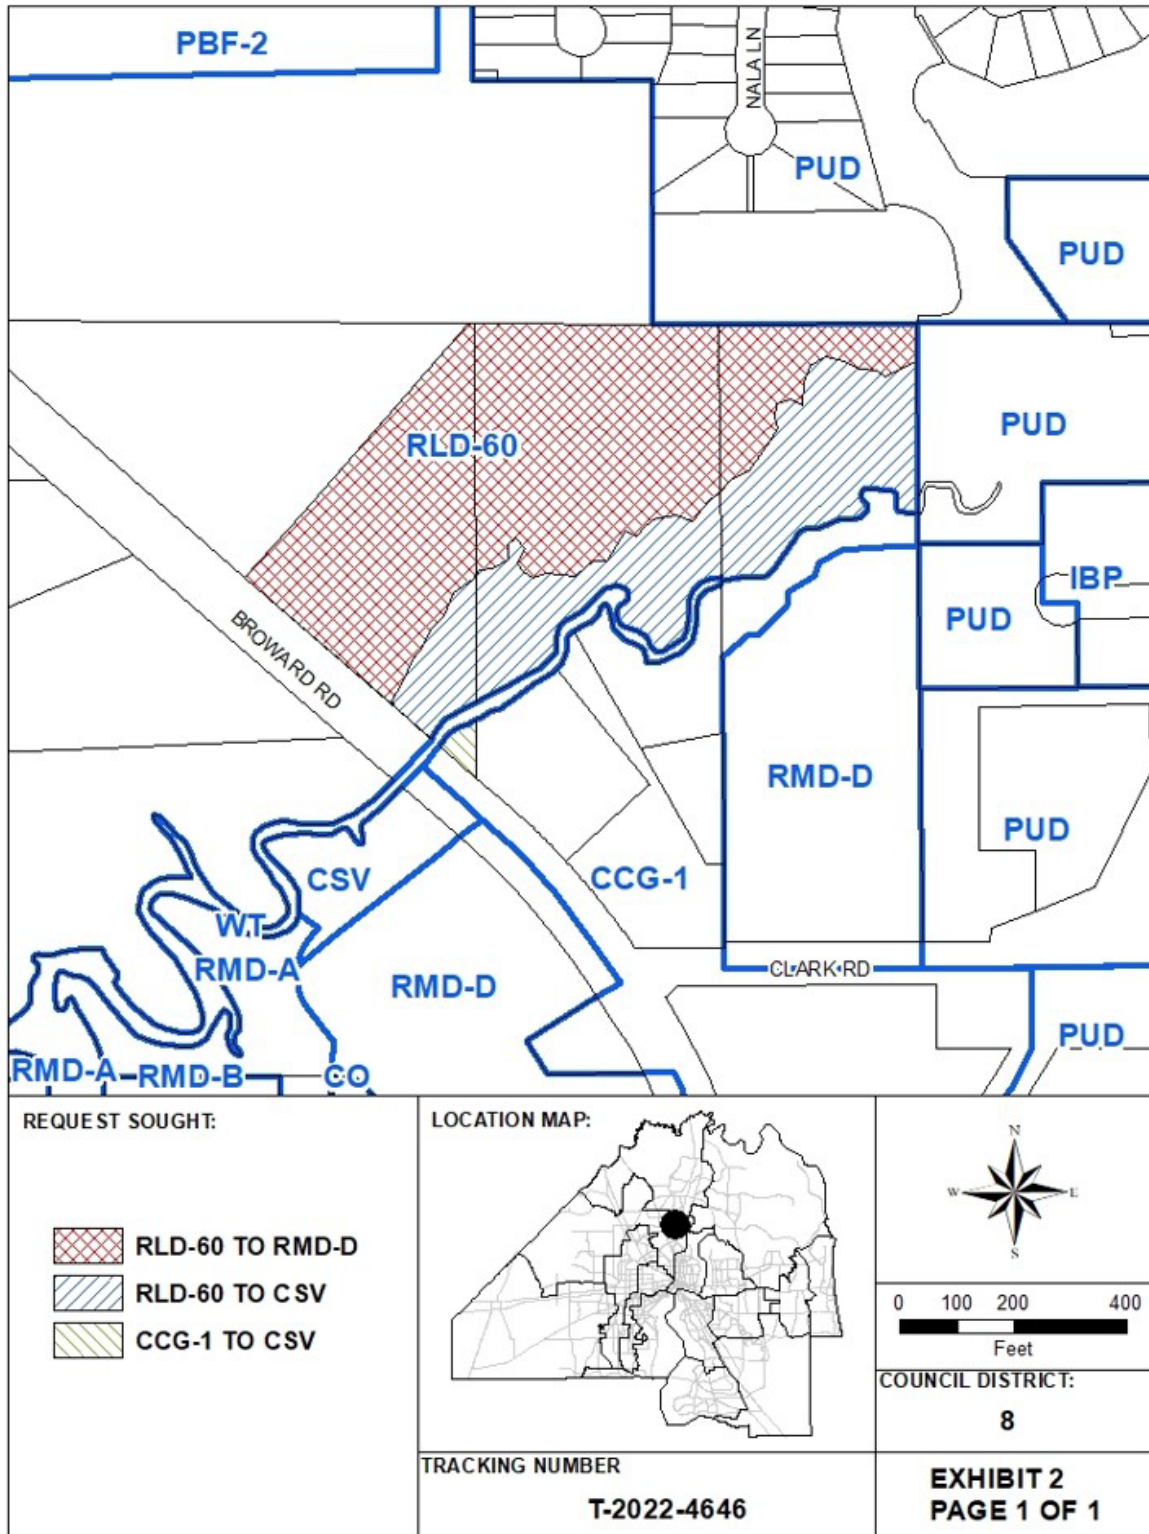 PBF-2
NALA LN
PUD
PUD
PUD
RLD-60
IBP
PUD
BROWARD RD
RMD-D
PUD
CSV
CCG-1
WT
RMD-A
CLARK RD
RMD-D
PUD
RMD-A
RMD-B
CO
REQUEST SOUGHT:
RLD-60 TO RMD-D
RLD-60 TO CSV
CCG-1 TO CSV
LOCATION MAP:
N
W
E
S
0 100 200 400
Feet
COUNCIL DISTRICT:
8
TRACKING NUMBER
T-2022-4646
EXHIBIT 2
PAGE 1 OF 1